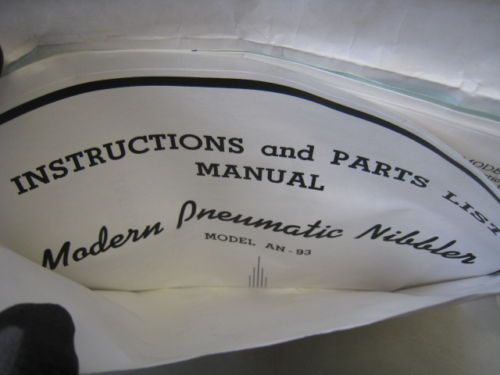 INSTRUCTIONS and PARTS LIST
MANUAL
Modern Pneumatic Nibbler
MODEL AN-93